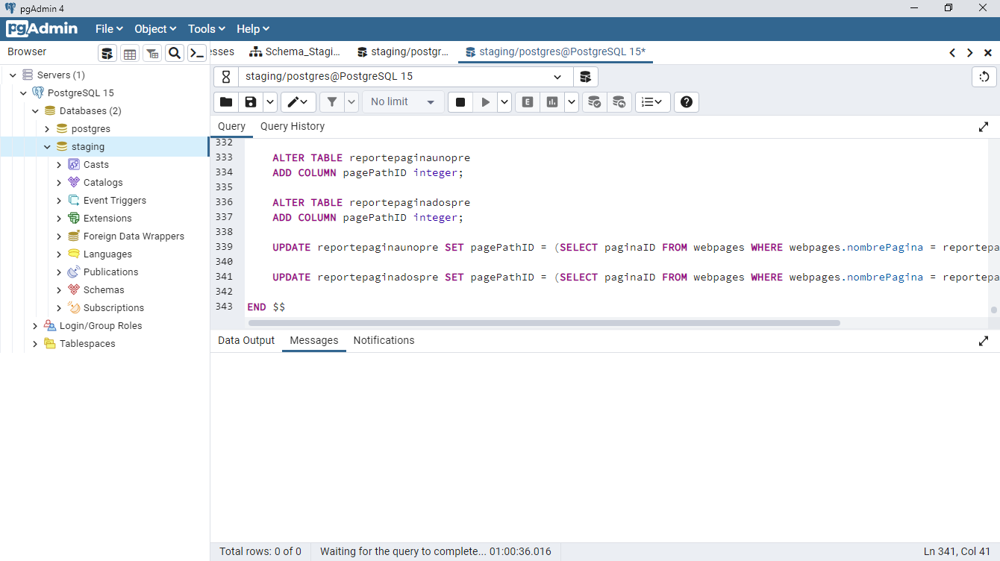 pgAdmin 4
pgAdmin File Object Tools Help
Browser
esses Schema_Stagi... staging/postgr... staging/postgres@PostgreSQL 15*
Servers (1)
PostgreSQL 15
Databases (2)
postgres
staging
Casts
Catalogs
Event Triggers
Extensions
Foreign Data Wrappers
Languages
Publications
Schemas
Subscriptions
Login/Group Roles
Tablespaces
staging/postgres@PostgreSQL 15
No limit
E
Query Query History
332
333 ALTER TABLE reportepaginaunopre
334 ADD COLUMN pagePathID integer;
335
336 ALTER TABLE reportepaginadospre
337 ADD COLUMN pagePathID integer;
338
339 UPDATE reportepaginaunopre SET pagePathID = (SELECT paginaID FROM webpages WHERE webpages.nombrePagina = reportepa
340
341 UPDATE reportepaginadospre SET pagePathID = (SELECT paginaID FROM webpages WHERE webpages.nombrePagina = reportepa
342
343 END $$
Data Output Messages Notifications
Total rows: 0 of 0 Waiting for the query to complete... 01:00:36.016 Ln 341, Col 41